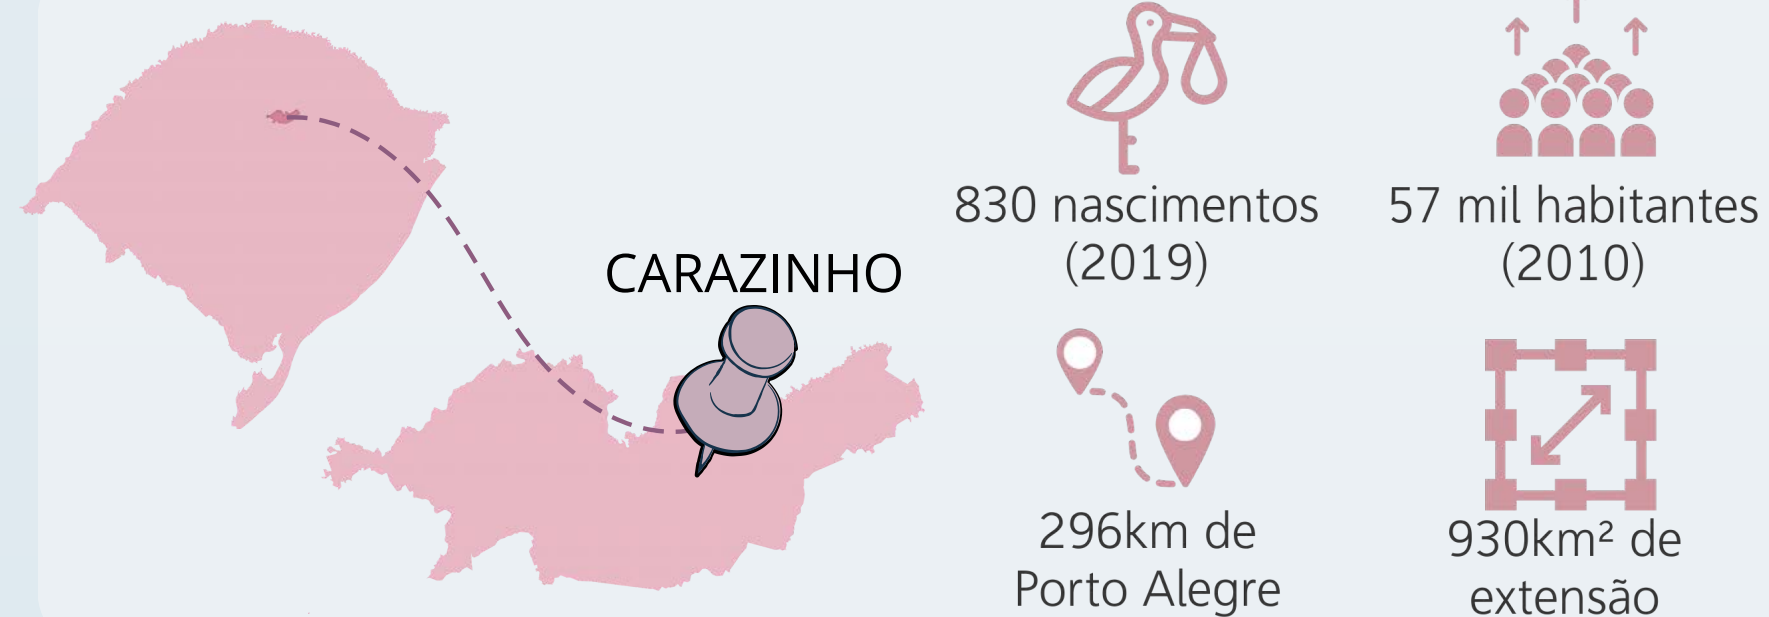 CARAZINHO
830 nascimentos
(2019)
57 mil habitantes
(2010)
296km de
Porto Alegre
930km² de
extensão